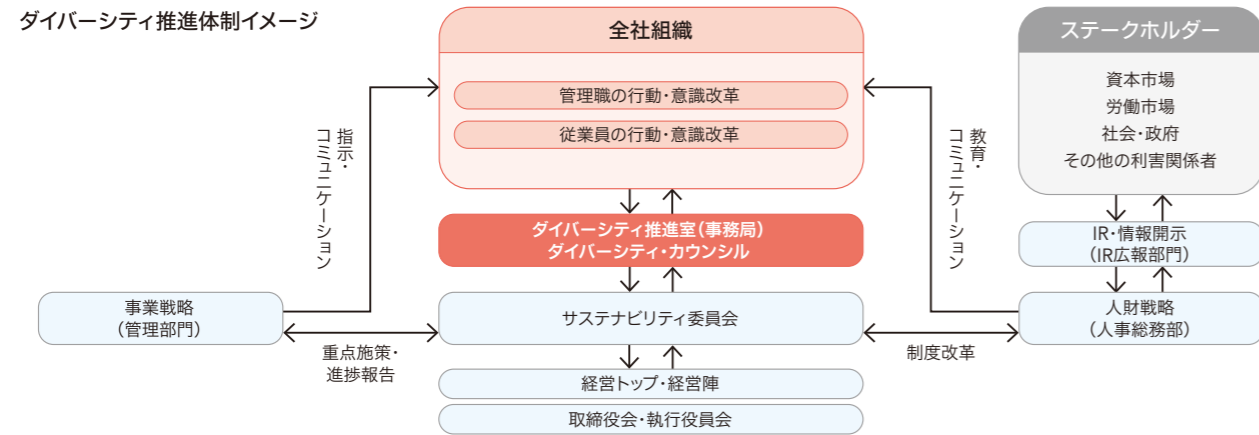 ダイバーシティ推進体制イメージ
全社組織
管理職の行動・意識改革
従業員の行動・意識改革
ステークホルダー
資本市場
労働市場
社会・政府
その他の利害関係者
指示・
コミュニケーション
教育・
コミュニケーション
ダイバーシティ推進室(事務局)
ダイバーシティ・カウンシル
IR・情報開示
(IR広報部門)
事業戦略
(管理部門)
サステナビリティ委員会
人財戦略
(人事総務部)
重点施策・
進捗報告
制度改革
経営トップ・経営陣
取締役会・執行役員会